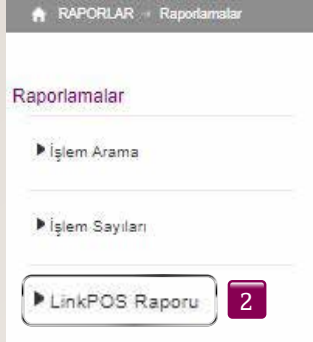 RAPORLAR → Raporlamalar
Raporlamalar
İşlem Arama
İşlem Sayıları
LinkPOS Raporu 2